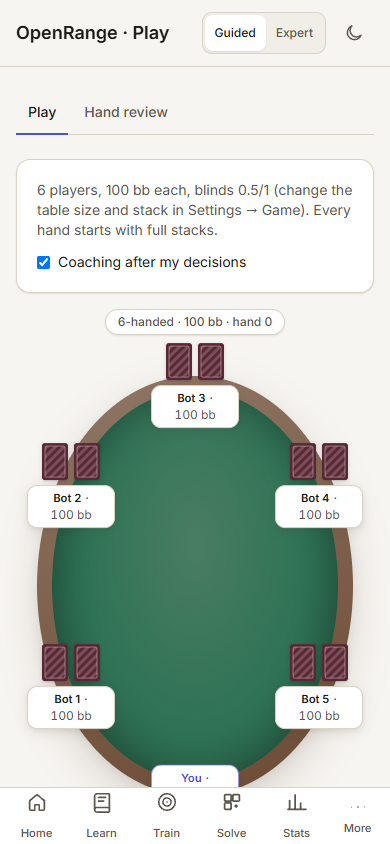 OpenRange · Play
Guided
Expert
Play
Hand review
6 players, 100 bb each, blinds 0.5/1 (change the
table size and stack in Settings → Game). Every
hand starts with full stacks.
Coaching after my decisions
6-handed · 100 bb · hand 0
Bot 3 ·
100 bb
Bot 2 ·
100 bb
Bot 4 ·
100 bb
Bot 1 ·
100 bb
Bot 5 ·
100 bb
You ·
Home
Learn
Train
Solve
Stats
More